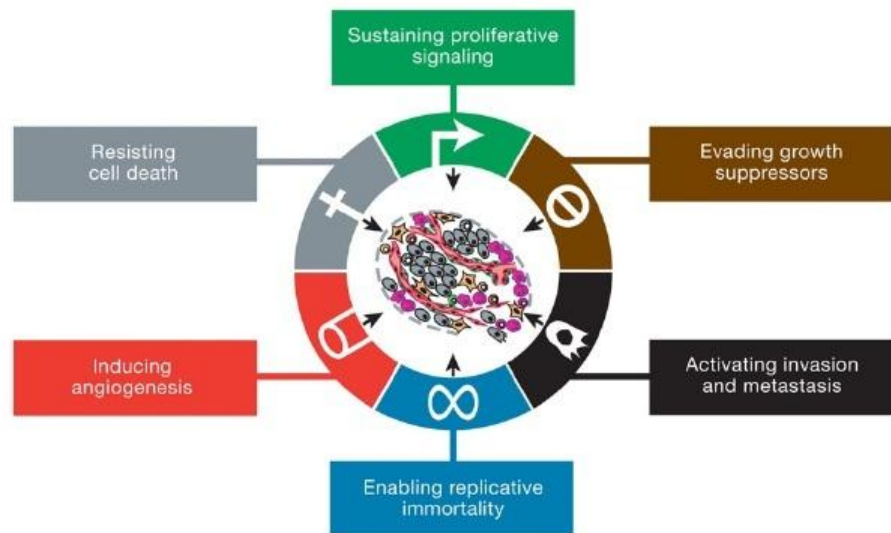 Sustaining proliferative
signaling
Resisting
cell death
Evading growth
suppressors
Inducing
angiogenesis
Activating invasion
and metastasis
Enabling replicative
immortality